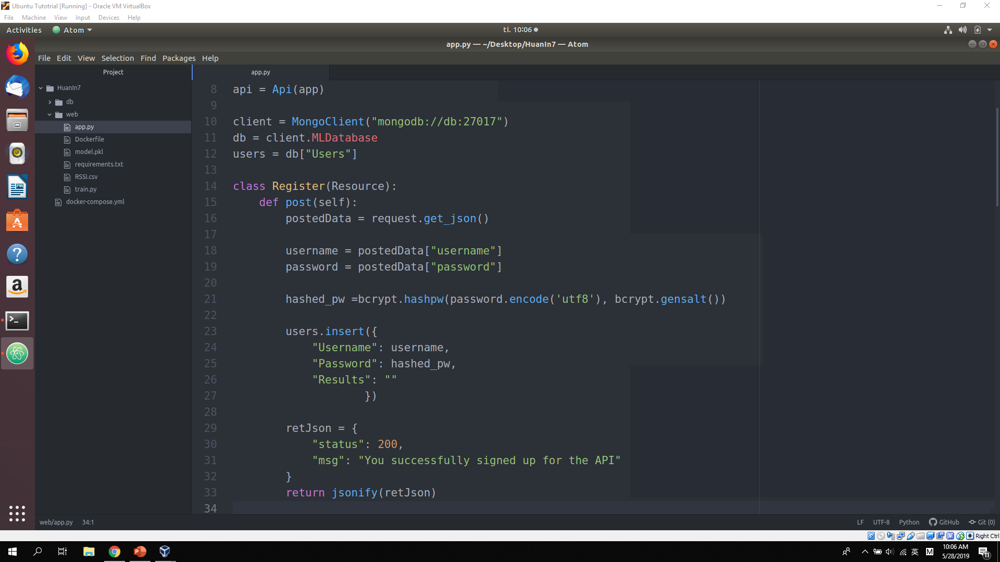 Ubuntu Tutotrial [Running] - Oracle VM VirtualBox
File Machine View Input Devices Help
Activities Atom ti. 10:06
app.py — ~/Desktop/HuanIn7 — Atom
File Edit View Selection Find Packages Help
Project
HuanIn7
db
web
app.py
Dockerfile
model.pkl
requirements.txt
RSSI.csv
train.py
docker-compose.yml
app.py
8 api = Api(app)
9
10 client = MongoClient("mongodb://db:27017")
11 db = client.MLDatabase
12 users = db["Users"]
13
14 class Register(Resource):
15     def post(self):
16         postedData = request.get_json()
17
18         username = postedData["username"]
19         password = postedData["password"]
20
21         hashed_pw =bcrypt.hashpw(password.encode('utf8'), bcrypt.gensalt())
22
23         users.insert({
24             "Username": username,
25             "Password": hashed_pw,
26             "Results": ""
27                     })
28
29         retJson = {
30             "status": 200,
31             "msg": "You successfully signed up for the API"
32         }
33         return jsonify(retJson)
34
web/app.py 34:1 LF UTF-8 Python GitHub Git (0)
Right Ctrl
英 M 10:06 AM
5/28/2019
11